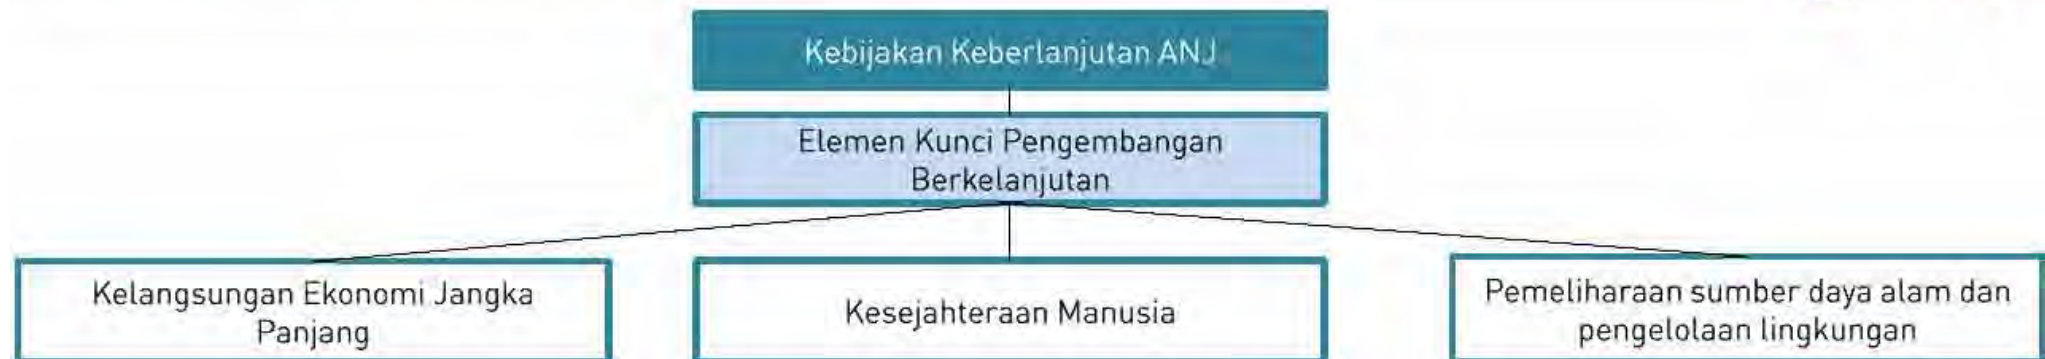 Kebijakan Keberlanjutan ANJ
Elemen Kunci Pengembangan
Berkelanjutan
Kelangsungan Ekonomi Jangka
Panjang
Kesejahteraan Manusia
Pemeliharaan sumber daya alam dan
pengelolaan lingkungan